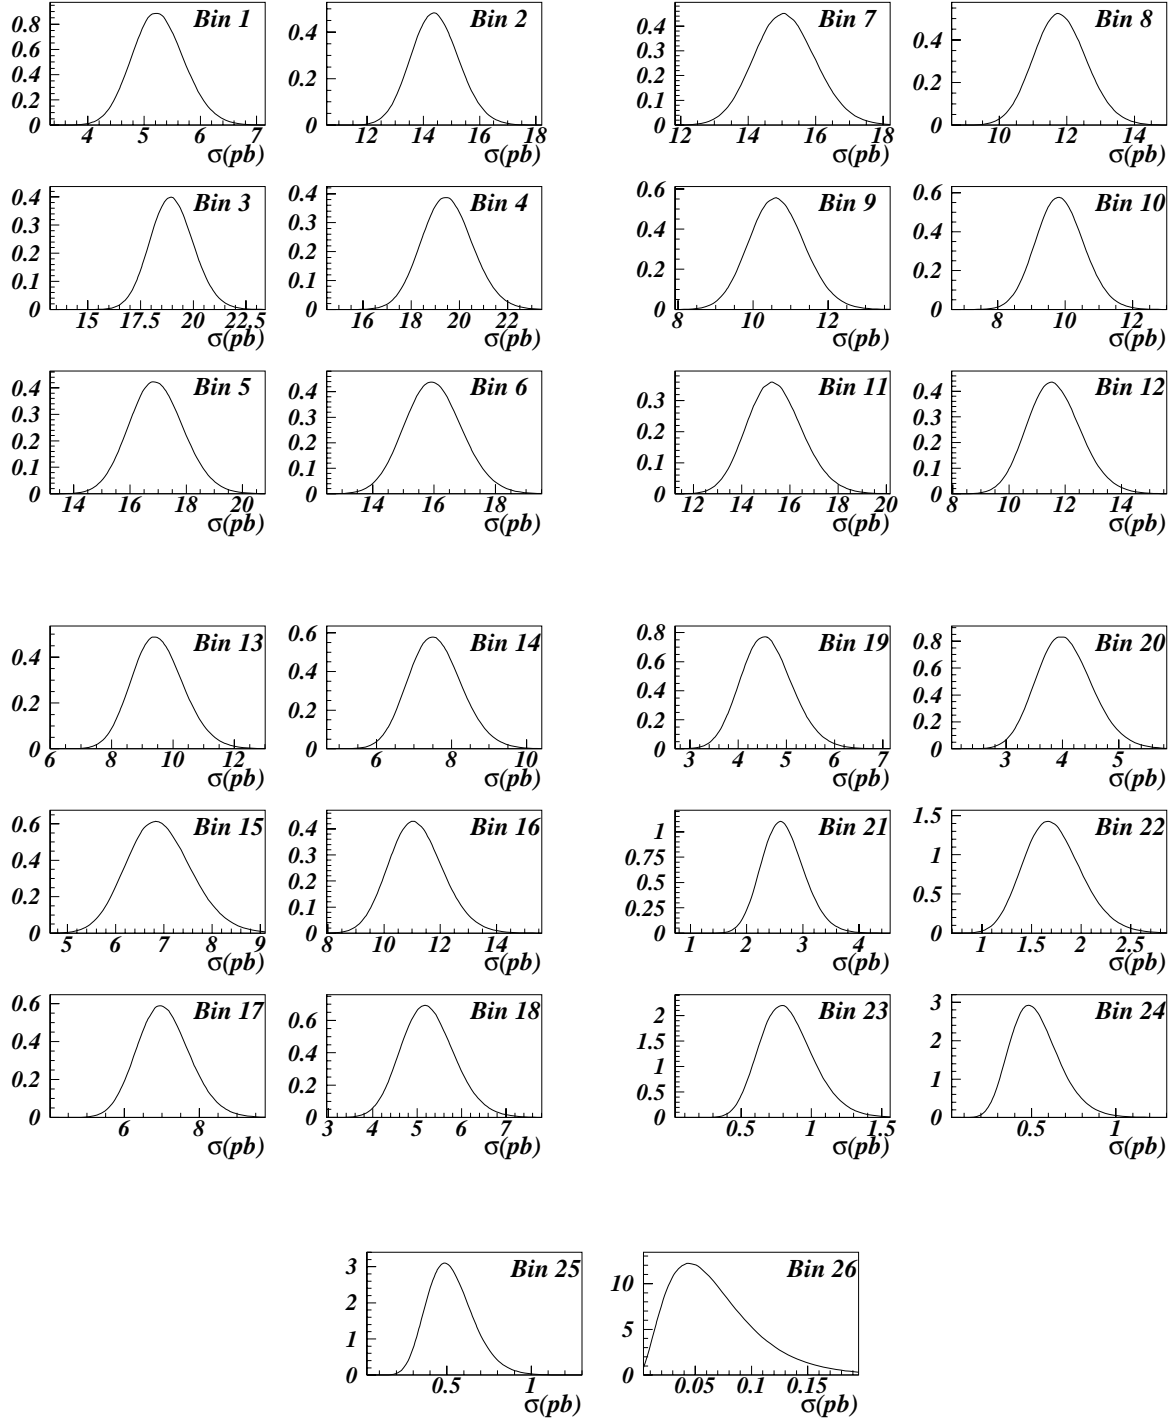 Bin 1
0.8
0.6
0.4
0.2
0
4 5 6 7
σ(pb)
Bin 2
0.4
0.2
0
12 14 16 18
σ(pb)
Bin 7
0.4
0.3
0.2
0.1
0
12 14 16 18
σ(pb)
Bin 8
0.4
0.2
0
10 12 14
σ(pb)
Bin 3
0.4
0.3
0.2
0.1
0
15 17.5 20 22.5
σ(pb)
Bin 4
0.4
0.3
0.2
0.1
0
16 18 20 22
σ(pb)
Bin 9
0.6
0.4
0.2
0
8 10 12
σ(pb)
Bin 10
0.6
0.4
0.2
0
8 10 12
σ(pb)
Bin 5
0.4
0.3
0.2
0.1
0
14 16 18 20
σ(pb)
Bin 6
0.4
0.3
0.2
0.1
0
14 16 18
σ(pb)
Bin 11
0.3
0.2
0.1
0
12 14 16 18 20
σ(pb)
Bin 12
0.4
0.3
0.2
0.1
0
8 10 12 14
σ(pb)
Bin 13
0.4
0.2
0
6 8 10 12
σ(pb)
Bin 14
0.6
0.4
0.2
0
6 8 10
σ(pb)
Bin 19
0.8
0.6
0.4
0.2
0
3 4 5 6 7
σ(pb)
Bin 20
0.8
0.6
0.4
0.2
0
3 4 5
σ(pb)
Bin 15
0.6
0.4
0.2
0
5 6 7 8 9
σ(pb)
Bin 16
0.4
0.3
0.2
0.1
0
8 10 12 14
σ(pb)
Bin 21
1
0.75
0.5
0.25
0
1 2 3 4
σ(pb)
Bin 22
1.5
1
0.5
0
1 1.5 2 2.5
σ(pb)
Bin 17
0.6
0.4
0.2
0
6 8
σ(pb)
Bin 18
0.6
0.4
0.2
0
3 4 5 6 7
σ(pb)
Bin 23
2
1.5
1
0.5
0
0.5 1 1.5
σ(pb)
Bin 24
3
2
1
0
0.5 1
σ(pb)
Bin 25
3
2
1
0
0.5 1
σ(pb)
Bin 26
10
5
0
0.05 0.1 0.15
σ(pb)